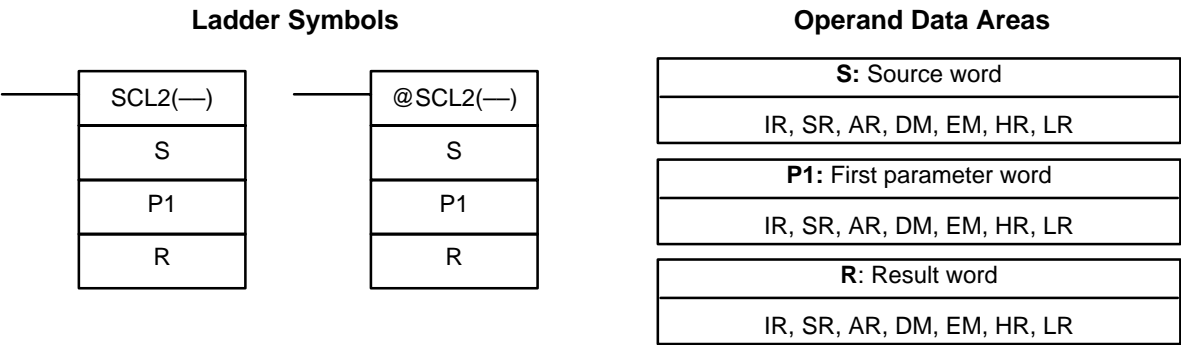 Ladder Symbols
SCL2(––)
S
P1
R
@SCL2(––)
S
P1
R
Operand Data Areas
S: Source word
IR, SR, AR, DM, EM, HR, LR
P1: First parameter word
IR, SR, AR, DM, EM, HR, LR
R: Result word
IR, SR, AR, DM, EM, HR, LR